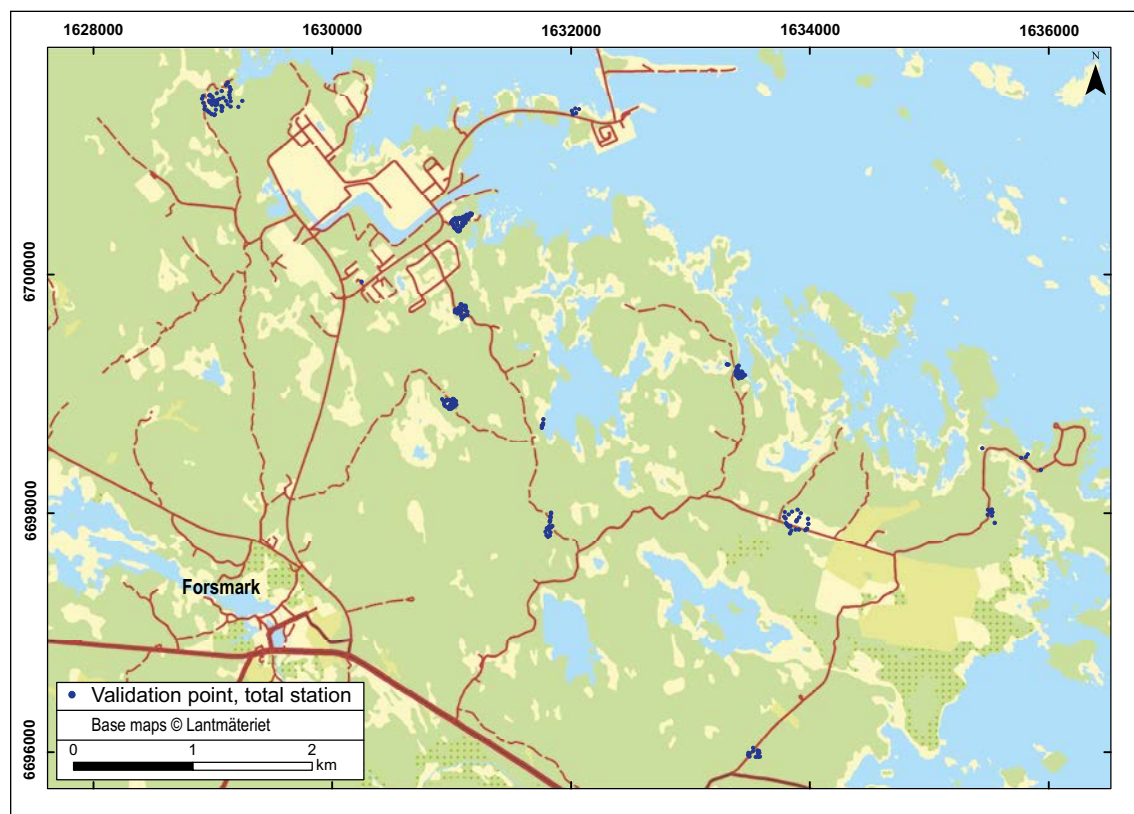 1628000 1630000 1632000 1634000 1636000
N
6700000
6698000
6696000
Forsmark
Validation point, total station
Base maps © Lantmäteriet
0 1 2
km